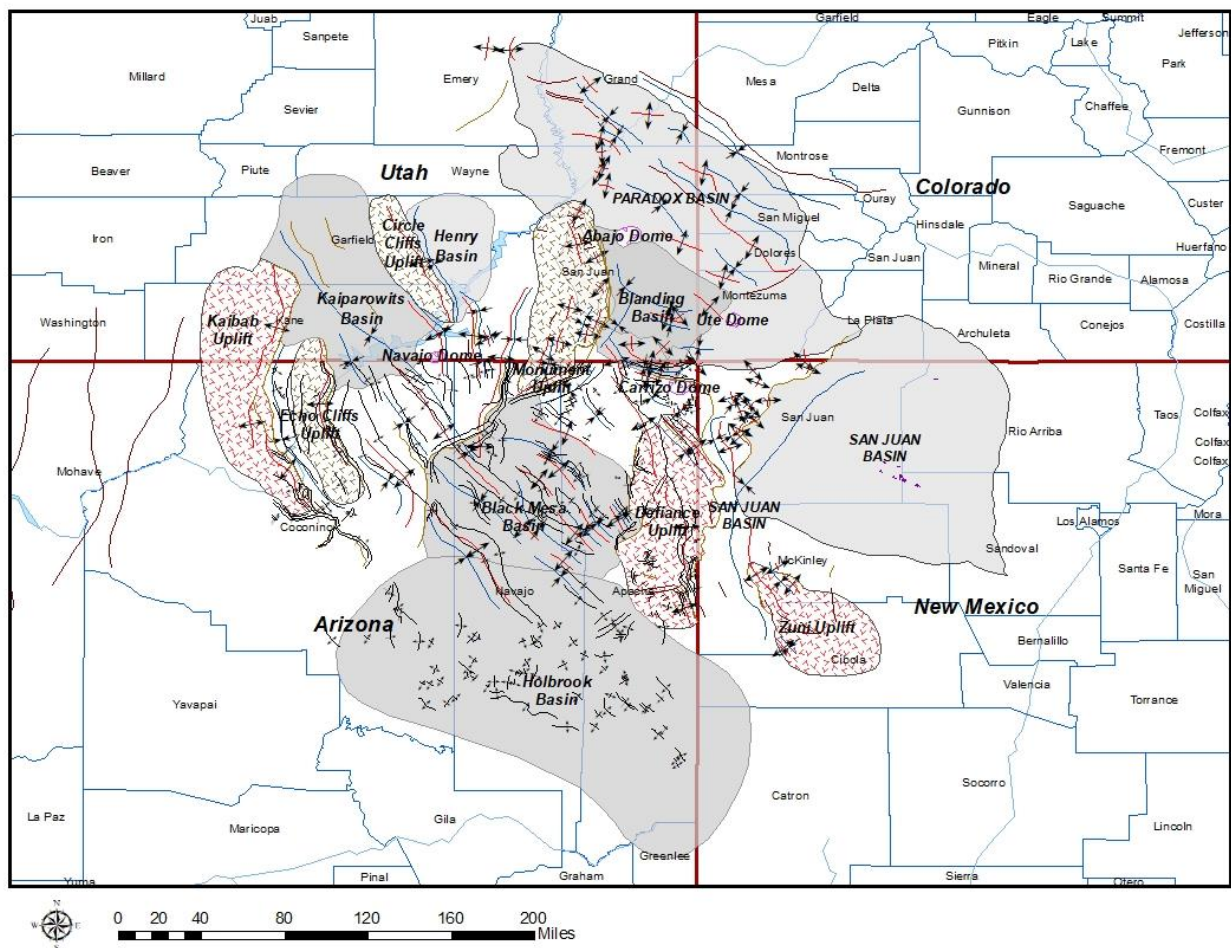 Juab
Garfield
Eagle
Summit
Jefferson
Sanpete
Pitkin
Lake
Park
Millard
Emery
Grand
Mesa
Delta
Sevier
Gunnison
Chaffee
Fremont
Montrose
Beaver
Piute
Utah
Wayne
PARADOX BASIN
Colorado
Ouray
Saguache
Custer
San Miguel
Hinsdale
Circle
Cliffs
Uplift
Henry
Basin
Abajo Dome
Iron
Garfield
Huerfano
Dolores
San Juan
San Juan
Mineral
Rio Grande
Alamosa
Kaiparowits
Basin
Blanding
Basin
Montezuma
Ute Dome
Washington
Kaibab
Uplift
Kane
La Plata
Archuleta
Conejos
Costilla
Navajo Dome
Monument
Uplift
Carrizo Dome
Echo Cliffs
Uplift
San Juan
Taos
Colfax
Colfax
Colfax
Rio Arriba
SAN JUAN
BASIN
Mohave
Black Mesa
Basin
Defiance
Uplift
SAN JUAN
BASIN
Coconino
Los Alamos
Mora
Sandoval
McKinley
Santa Fe
San
Miguel
Navajo
Apache
Arizona
New Mexico
Zuni Uplift
Bernalillo
Cibola
Holbrook
Basin
Valencia
Torrance
Yavapai
Socorro
Catron
La Paz
Maricopa
Gila
Lincoln
Greenlee
Yuma
Pinal
Graham
Sierra
Otero
N
W
E
S
0 20 40 80 120 160 200
Miles